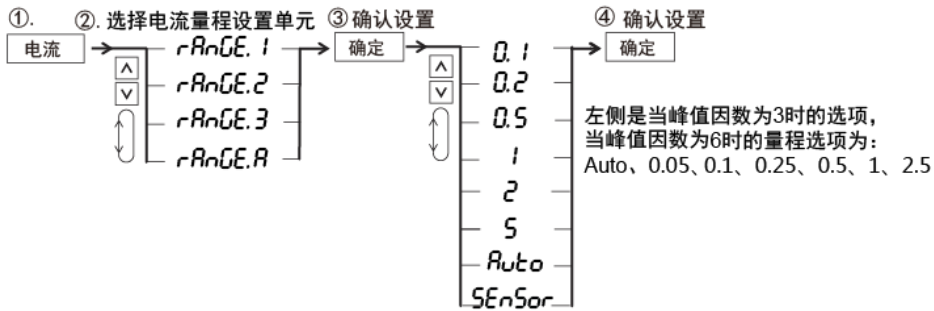 ①.
②. 选择电流量程设置单元
③ 确认设置
④ 确认设置
电流
rAnGE.1
rAnGE.2
rAnGE.3
rAnGE.A
确定
0.1
0.2
0.5
1
2
5
Auto
SEnSor
确定
左侧是当峰值因数为3时的选项，
当峰值因数为6时的量程选项为：
Auto、0.05、0.1、0.25、0.5、1、2.5